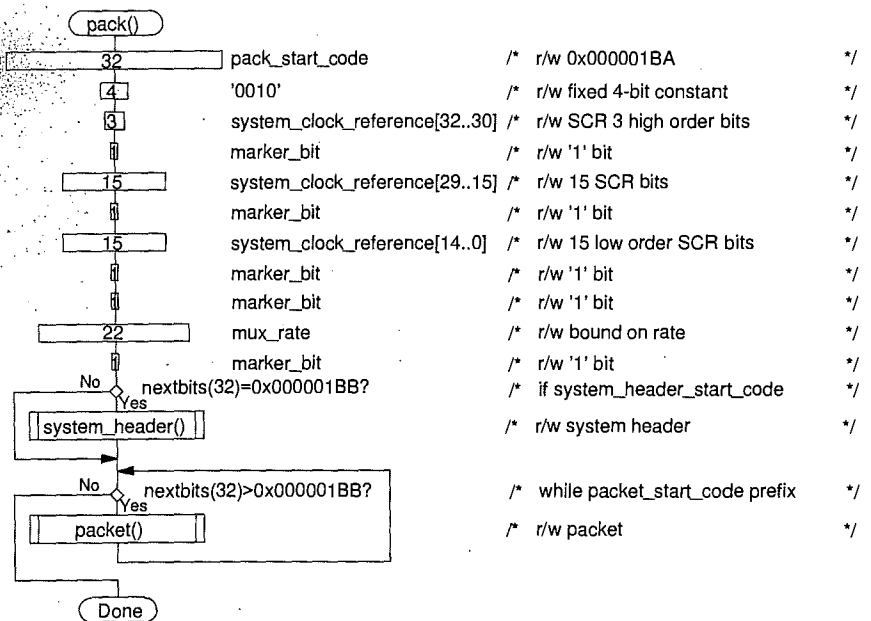 pack()
32 pack_start_code /* r/w 0x000001BA */
4 '0010' /* r/w fixed 4-bit constant */
3 system_clock_reference[32..30] /* r/w SCR 3 high order bits */
1 marker_bit /* r/w '1' bit */
15 system_clock_reference[29..15] /* r/w 15 SCR bits */
1 marker_bit /* r/w '1' bit */
15 system_clock_reference[14..0] /* r/w 15 low order SCR bits */
1 marker_bit /* r/w '1' bit */
1 marker_bit /* r/w '1' bit */
22 mux_rate /* r/w bound on rate */
1 marker_bit /* r/w '1' bit */
No nextbits(32)=0x000001BB? /* if system_header_start_code */
Yes
system_header() /* r/w system header */
No nextbits(32)>0x000001BB? /* while packet_start_code prefix */
Yes
packet() /* r/w packet */
Done